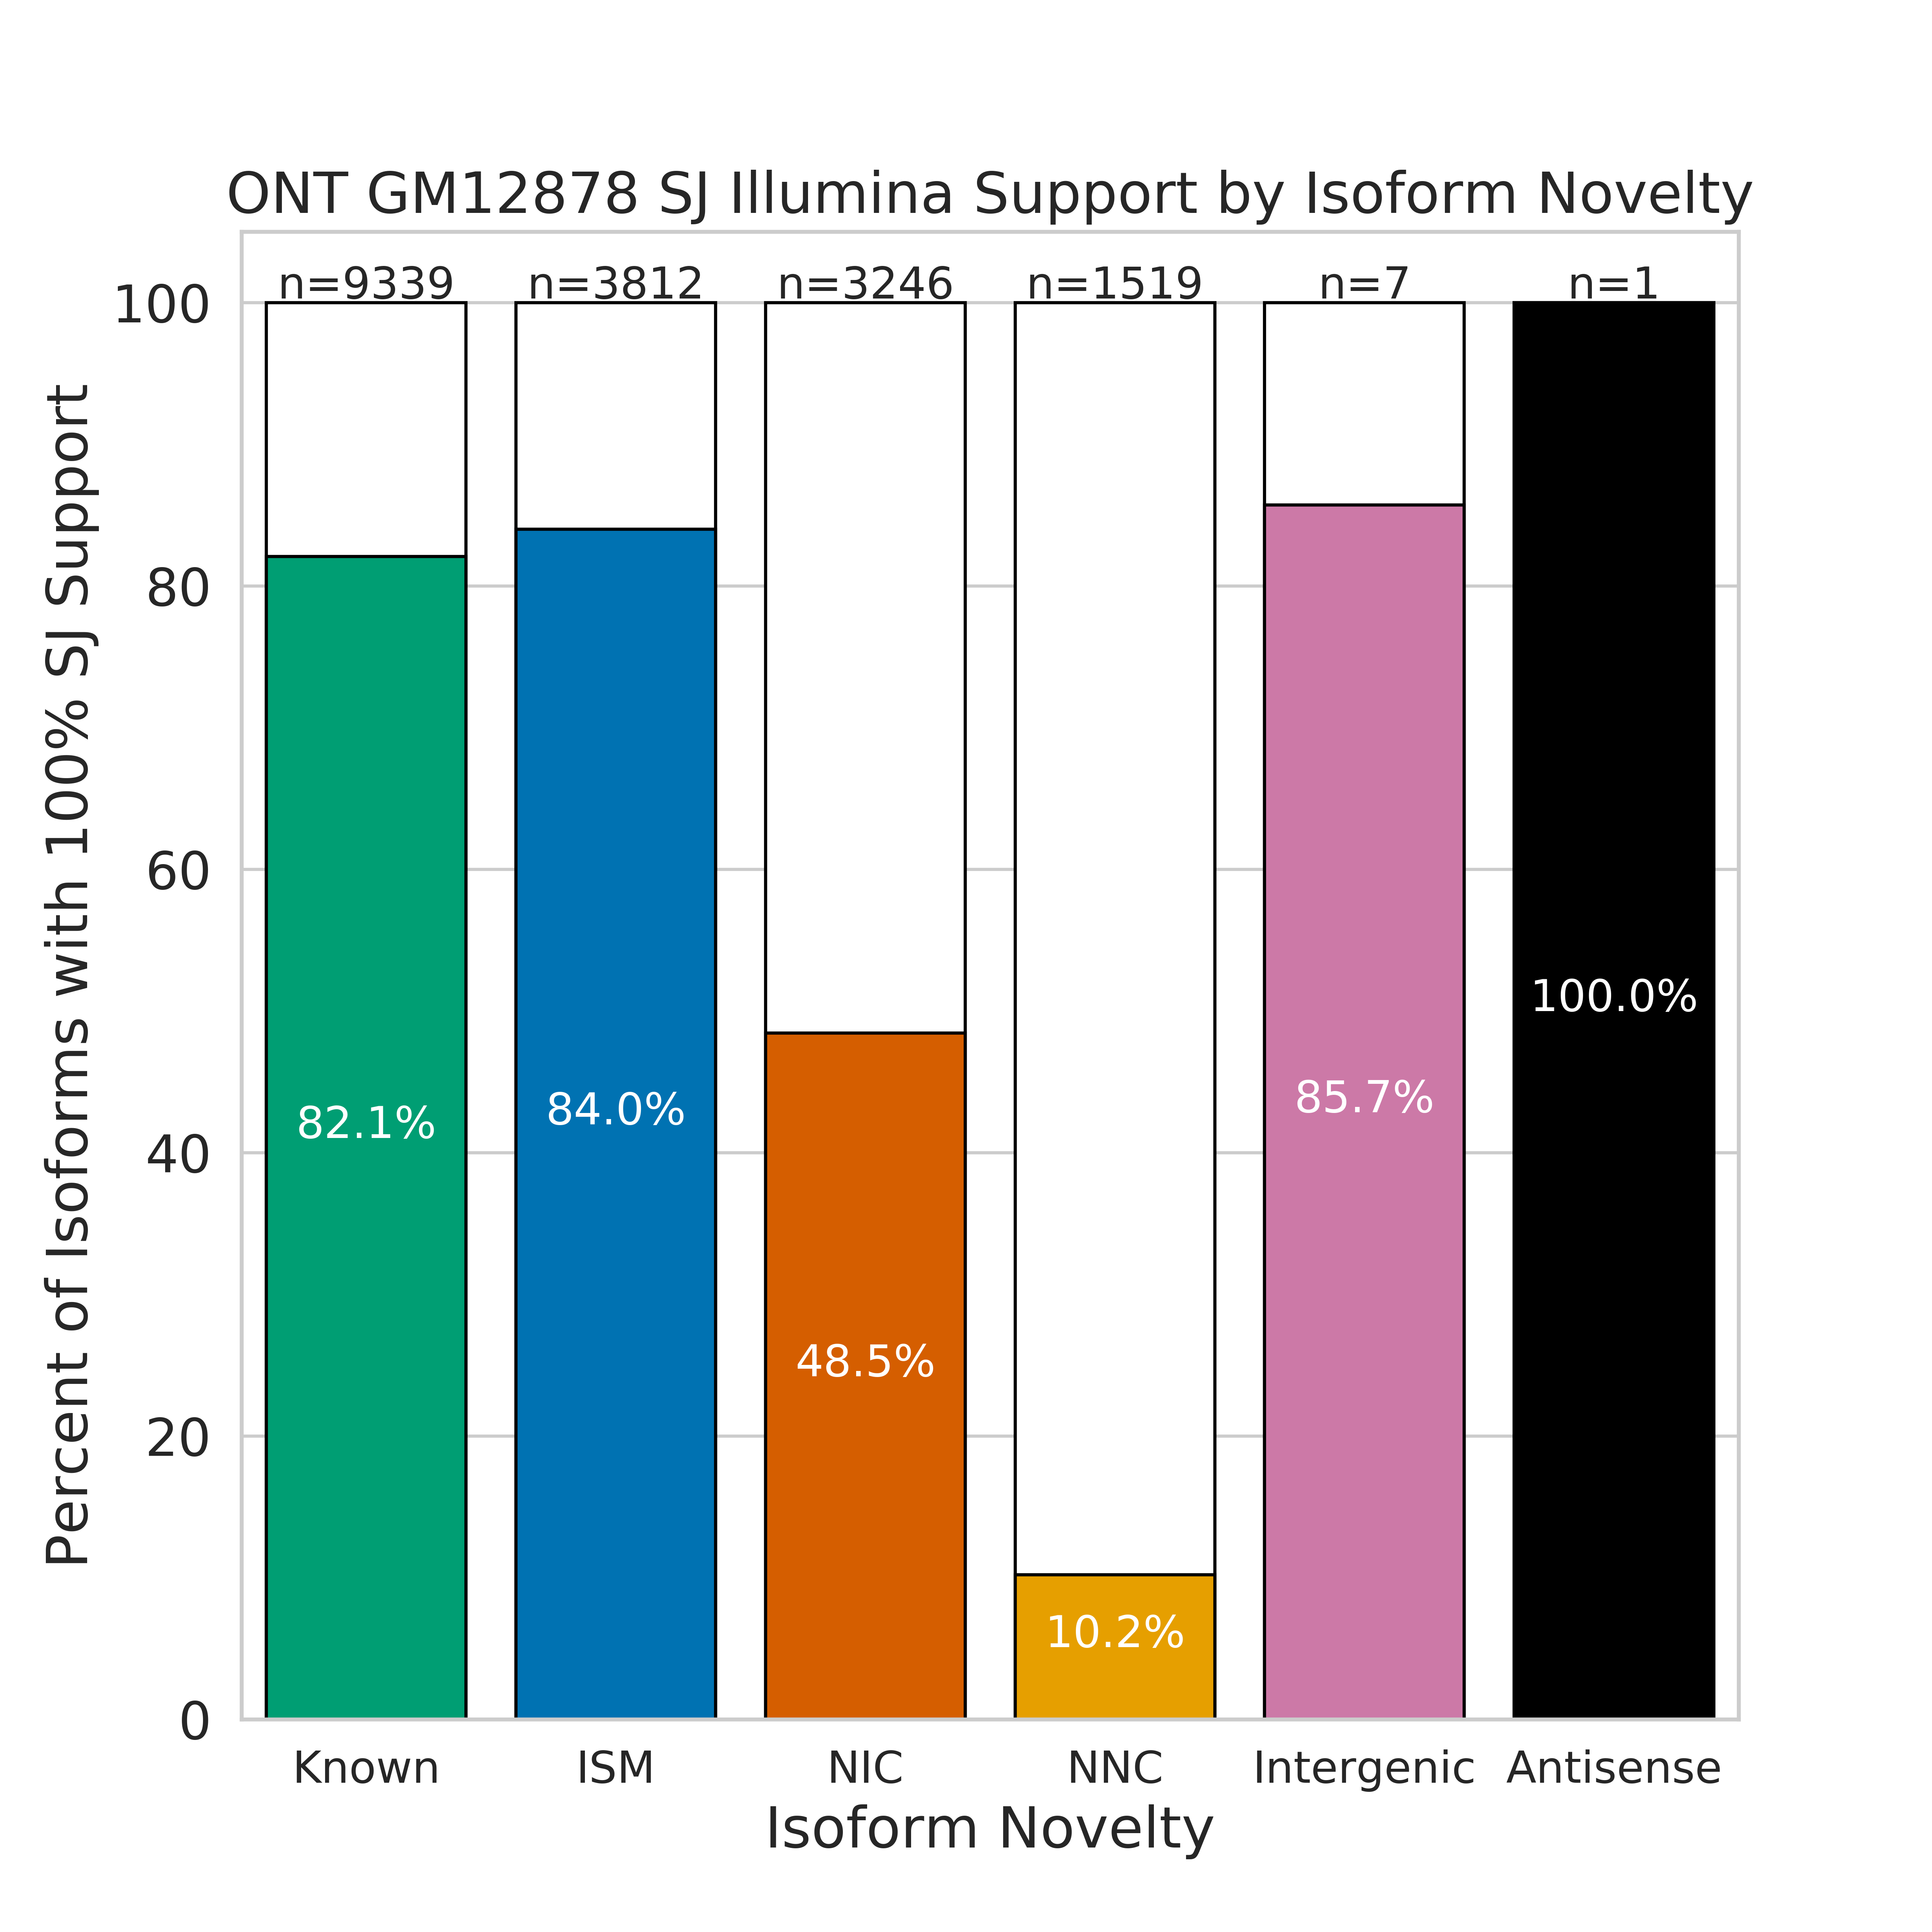 ONT GM12878 SJ Illumina Support by Isoform Novelty
n=9339
n=3812
n=3246
n=1519
n=7
n=1
Percent of Isoforms with 100% SJ Support
100
80
60
40
20
0
82.1%
84.0%
48.5%
10.2%
85.7%
100.0%
Known
ISM
NIC
NNC
Intergenic
Antisense
Isoform Novelty